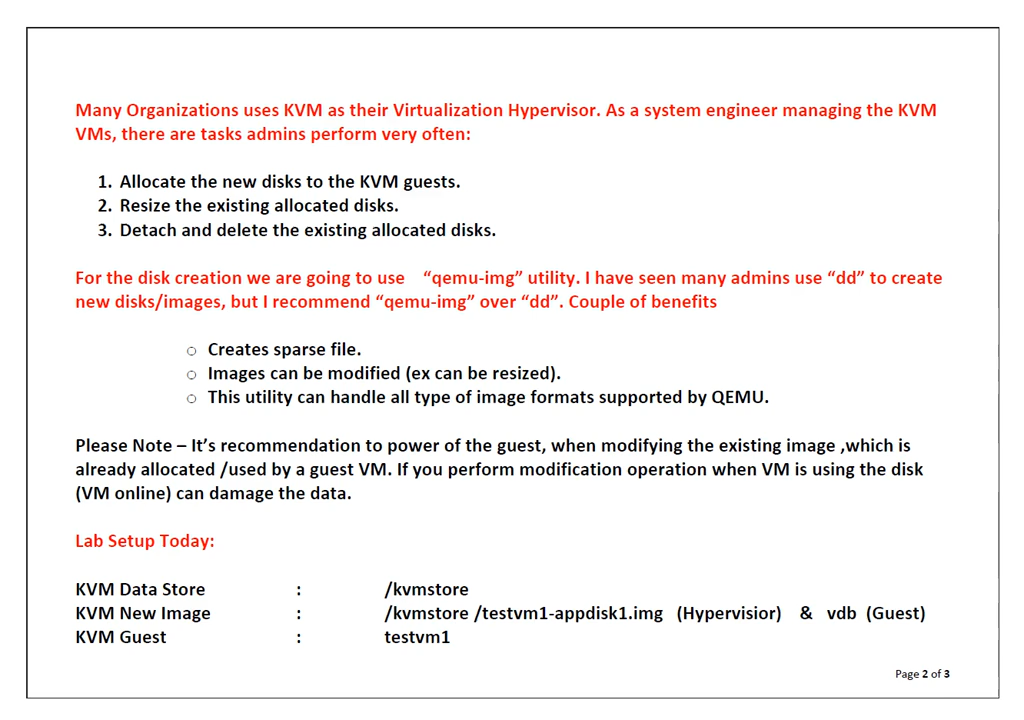 Many Organizations uses KVM as their Virtualization Hypervisor. As a system engineer managing the KVM
VMs, there are tasks admins perform very often:
1. Allocate the new disks to the KVM guests.
2. Resize the existing allocated disks.
3. Detach and delete the existing allocated disks.
For the disk creation we are going to use “qemu-img” utility. I have seen many admins use “dd” to create
new disks/images, but I recommend “qemu-img” over “dd”. Couple of benefits
○ Creates sparse file.
○ Images can be modified (ex can be resized).
○ This utility can handle all type of image formats supported by QEMU.
Please Note – It’s recommendation to power of the guest, when modifying the existing image ,which is
already allocated /used by a guest VM. If you perform modification operation when VM is using the disk
(VM online) can damage the data.
Lab Setup Today:
KVM Data Store : /kvmstore
KVM New Image : /kvmstore /testvm1-appdisk1.img (Hypervisior) & vdb (Guest)
KVM Guest : testvm1
Page 2 of 3